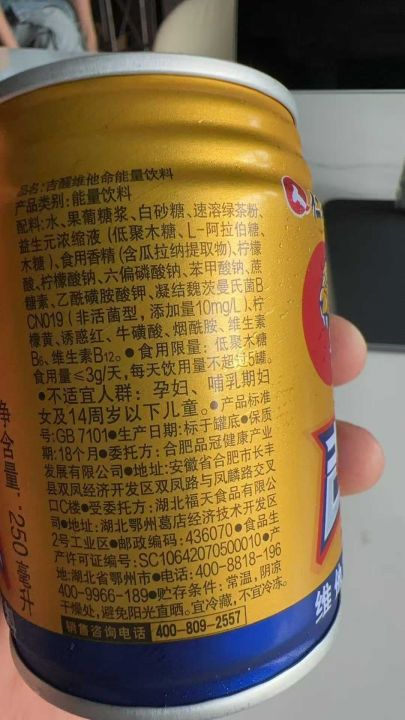 品名:吉醒维他命能量饮料
产品类别:能量饮料
配料:水、果葡糖浆、白砂糖、速溶绿茶粉、
益生元浓缩液(低聚木糖、L-阿拉伯糖、
木糖)、食用香精(含瓜拉纳提取物)、柠檬
酸、柠檬酸钠、六偏磷酸钠、苯甲酸钠、蔗
糖素、乙酰磺胺酸钾、凝结魏茨曼氏菌B
CN019(非活菌型,添加量10mg/L)、柠
檬黄、诱惑红、牛磺酸、烟酰胺、维生素
B₆、维生素B₁₂。●食用限量:低聚木糖
食用量≤3g/天,每天饮用量不超过5罐。
●不适宜人群:孕妇、哺乳期妇
女及14周岁以下儿童。●产品标准
号:GB 7101●生产日期:标于罐底●保质
期:18个月●委托方:合肥品冠健康产业
发展有限公司●地址:安徽省合肥市长丰
县双凤经济开发区双凤路与凤麟路交叉
口C楼●受委托方:湖北福天食品有限公
司●地址:湖北鄂州葛店经济技术开发区
2号工业区●邮政编码:436070●食品生
产许可证编号:SC10642070500010●产
地:湖北省鄂州市●电话:400-8818-196
400-9966-189●贮存条件:常温,阴凉
干燥处,避免阳光直晒。宜冷藏,不宜冷冻。
销售咨询电话 400-809-2557
净含量:250毫升
维